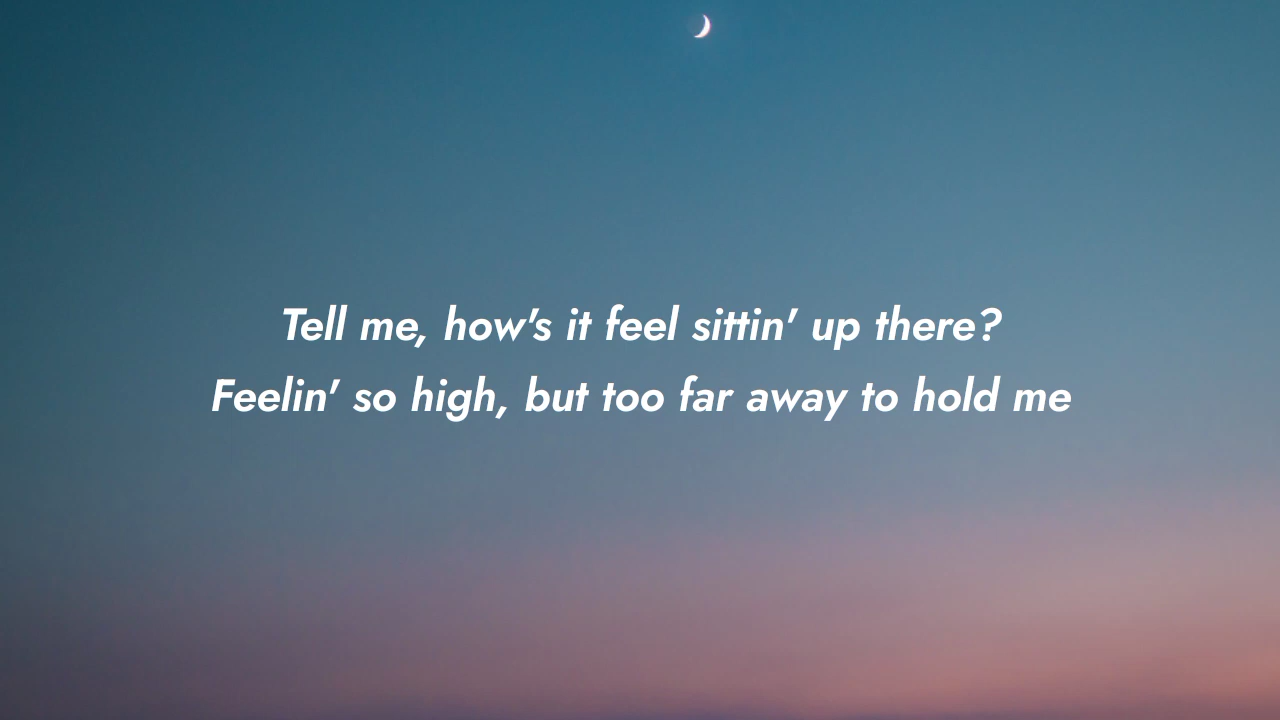 Tell me, how's it feel sittin' up there?
Feelin' so high, but too far away to hold me